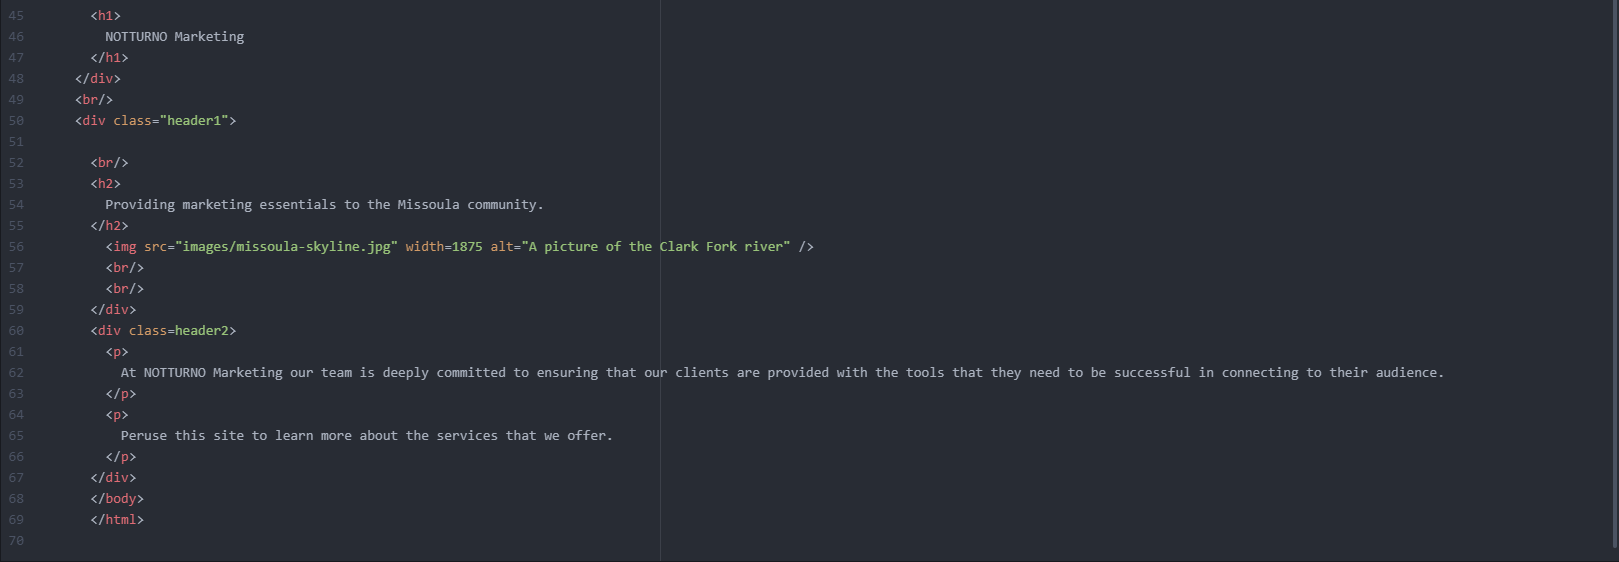 45 <h1>
46 NOTTURNO Marketing
47 </h1>
48 </div>
49 <br/>
50 <div class="header1">
51
52 <br/>
53 <h2>
54 Providing marketing essentials to the Missoula community.
55 </h2>
56 <img src="images/missoula-skyline.jpg" width=1875 alt="A picture of the Clark Fork river" />
57 <br/>
58 <br/>
59 </div>
60 <div class=header2>
61 <p>
62 At NOTTURNO Marketing our team is deeply committed to ensuring that our clients are provided with the tools that they need to be successful in connecting to their audience.
63 </p>
64 <p>
65 Peruse this site to learn more about the services that we offer.
66 </p>
67 </div>
68 </body>
69 </html>
70